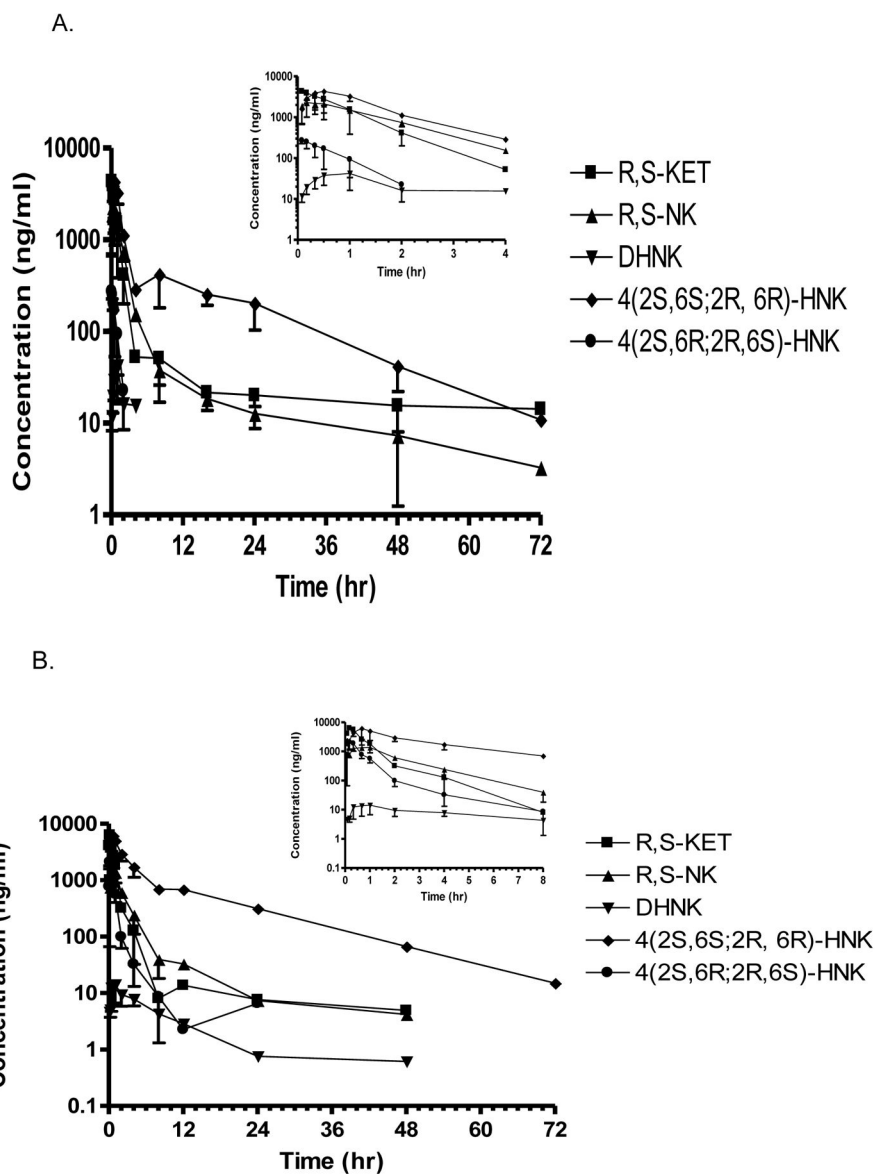 A.
10000
1000
100
10
1
0
1
2
3
4
Concentration (ng/ml)
Time (hr)
10000
1000
100
10
1
0
12
24
36
48
60
72
Concentration (ng/ml)
Time (hr)
R,S-KET
R,S-NK
DHNK
4(2S,6S;2R, 6R)-HNK
4(2S,6R;2R,6S)-HNK
B.
10000
1000
100
10
1
0.1
0
1
2
3
4
5
6
7
8
Concentration (ng/ml)
Time (hr)
10000
1000
100
10
1
0.1
0
12
24
36
48
60
72
Concentration (ng/ml)
Time (hr)
R,S-KET
R,S-NK
DHNK
4(2S,6S;2R, 6R)-HNK
4(2S,6R;2R,6S)-HNK